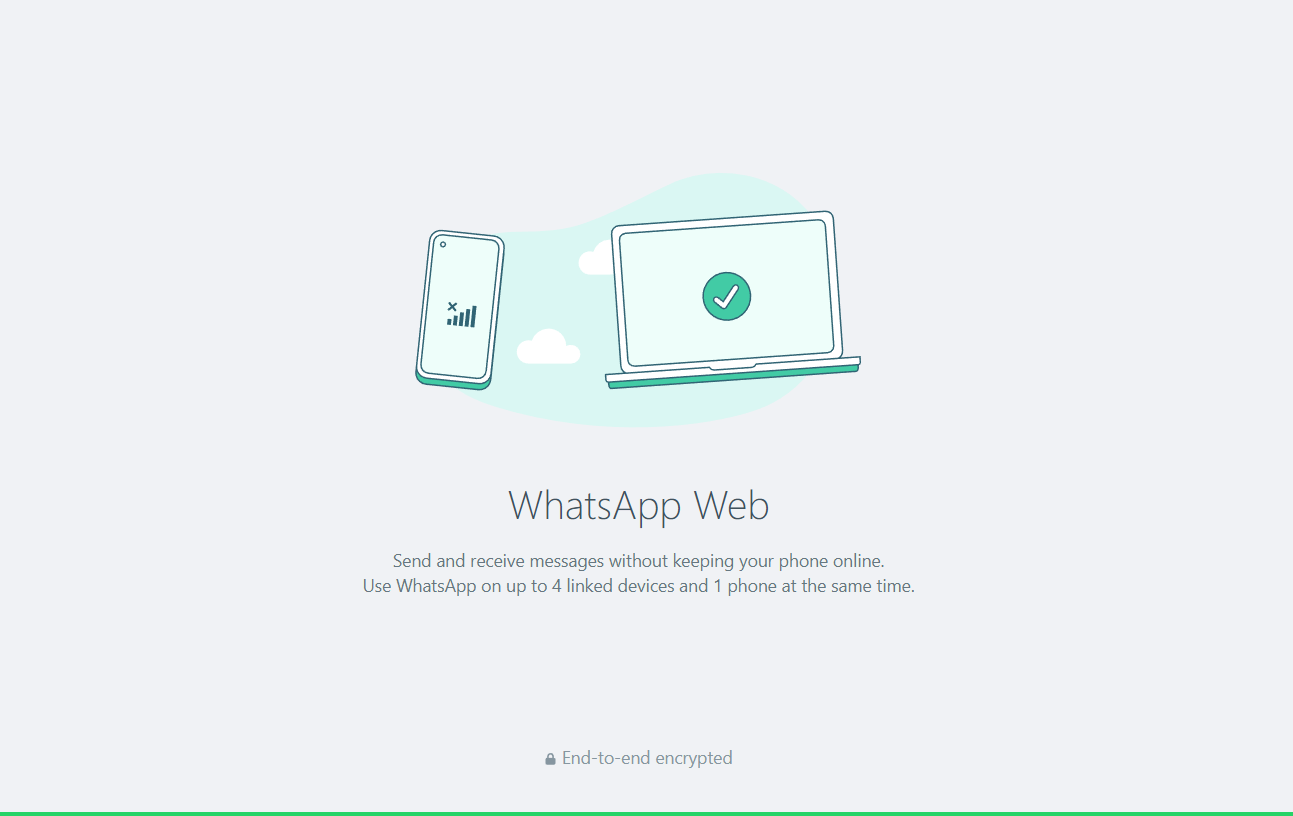 WhatsApp Web
Send and receive messages without keeping your phone online.
Use WhatsApp on up to 4 linked devices and 1 phone at the same time.
End-to-end encrypted